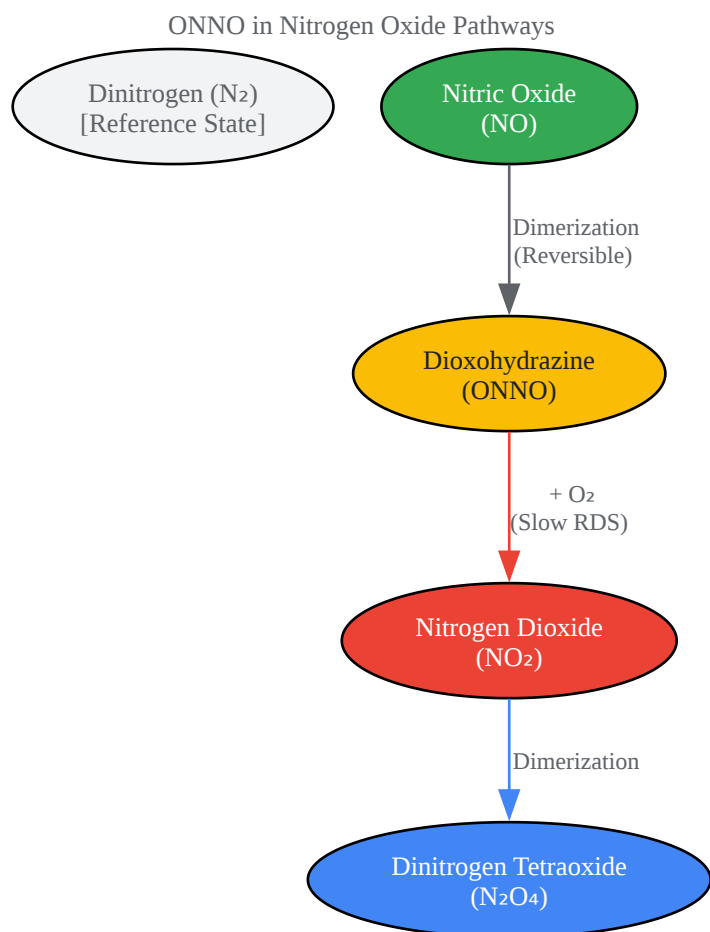 ONNO in Nitrogen Oxide Pathways
Dinitrogen (N₂)
[Reference State]
Nitric Oxide
(NO)
Dimerization
(Reversible)
Dioxohydrazine
(ONNO)
+ O₂
(Slow RDS)
Nitrogen Dioxide
(NO₂)
Dimerization
Dinitrogen Tetraoxide
(N₂O₄)